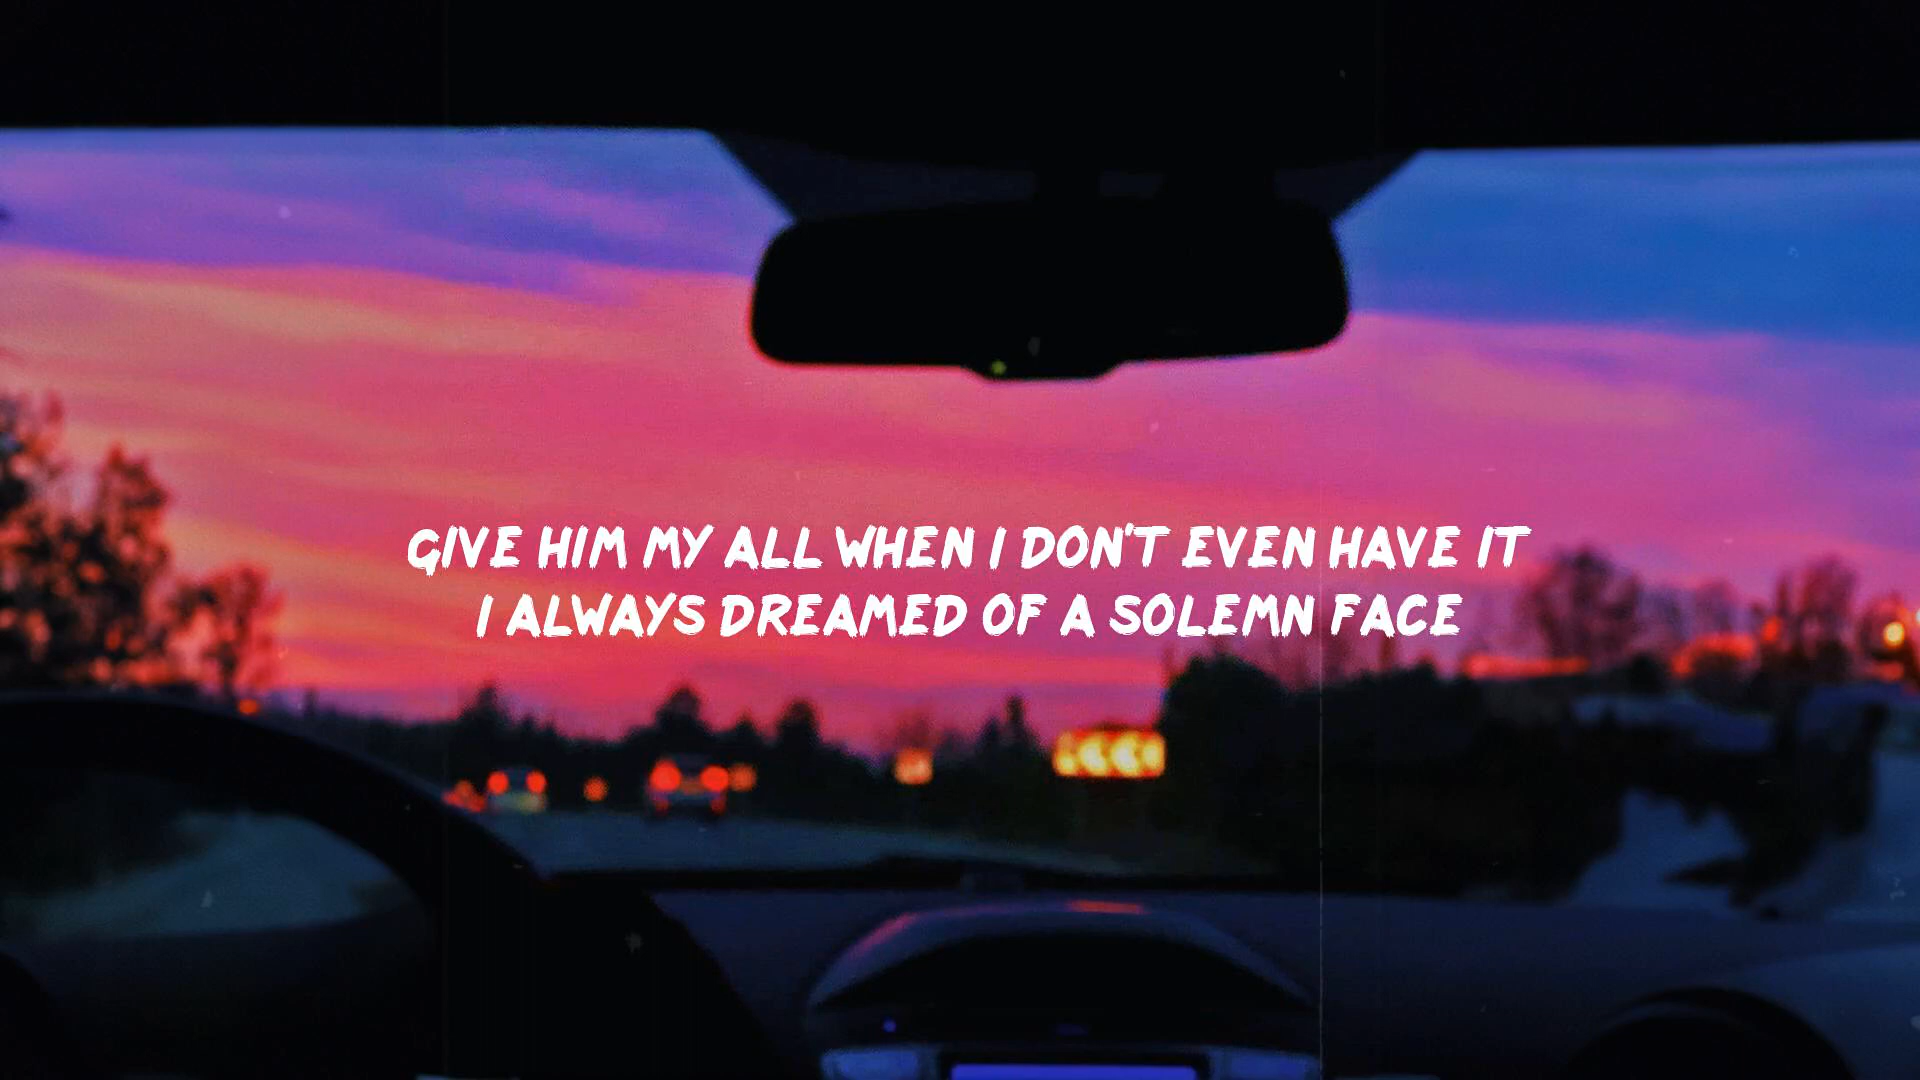 GIVE HIM MY ALL WHEN I DON'T EVEN HAVE IT
I ALWAYS DREAMED OF A SOLEMN FACE